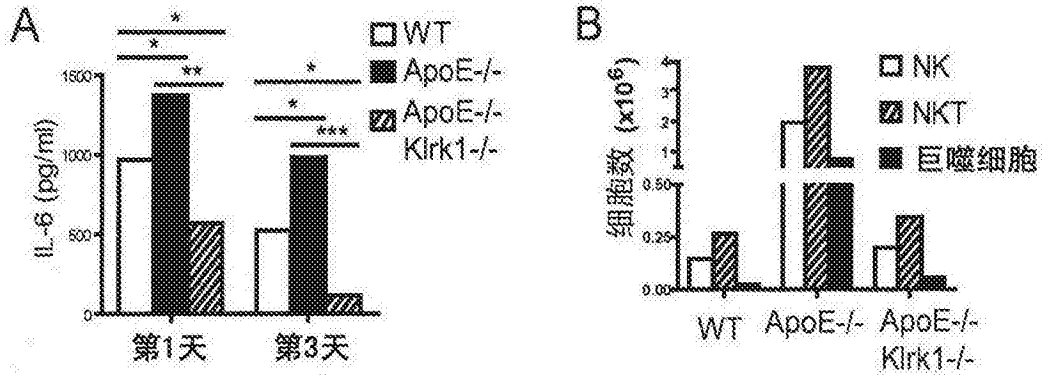 A
* 
*
**
*
*
***
WT
ApoE-/-
ApoE-/-
Klrk1-/-
IL-6 (pg/ml)
1500
1000
500
0
第1天
第3天
B
NK
NKT
巨噬细胞
细胞数 (x10⁶)
4
3
2
1
0.50
0.25
0.00
WT
ApoE-/-
ApoE-/-
Klrk1-/-